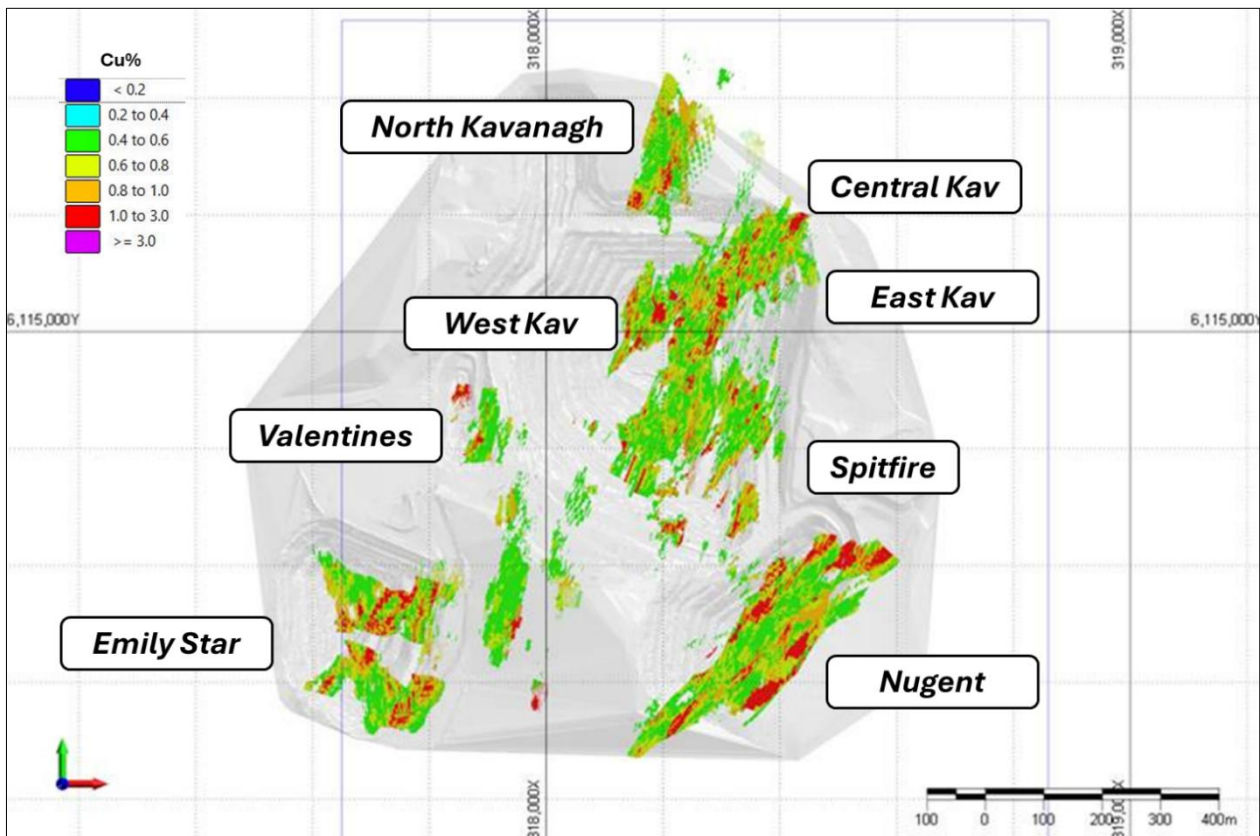 318,000X
319,000X
Cu%
< 0.2
0.2 to 0.4
0.4 to 0.6
0.6 to 0.8
0.8 to 1.0
1.0 to 3.0
>= 3.0
North Kavanagh
Central Kav
East Kav
West Kav
6,115,000Y
6,115,000Y
Valentines
Spitfire
Emily Star
Nugent
318,000X
100 0 100 200 300 400m